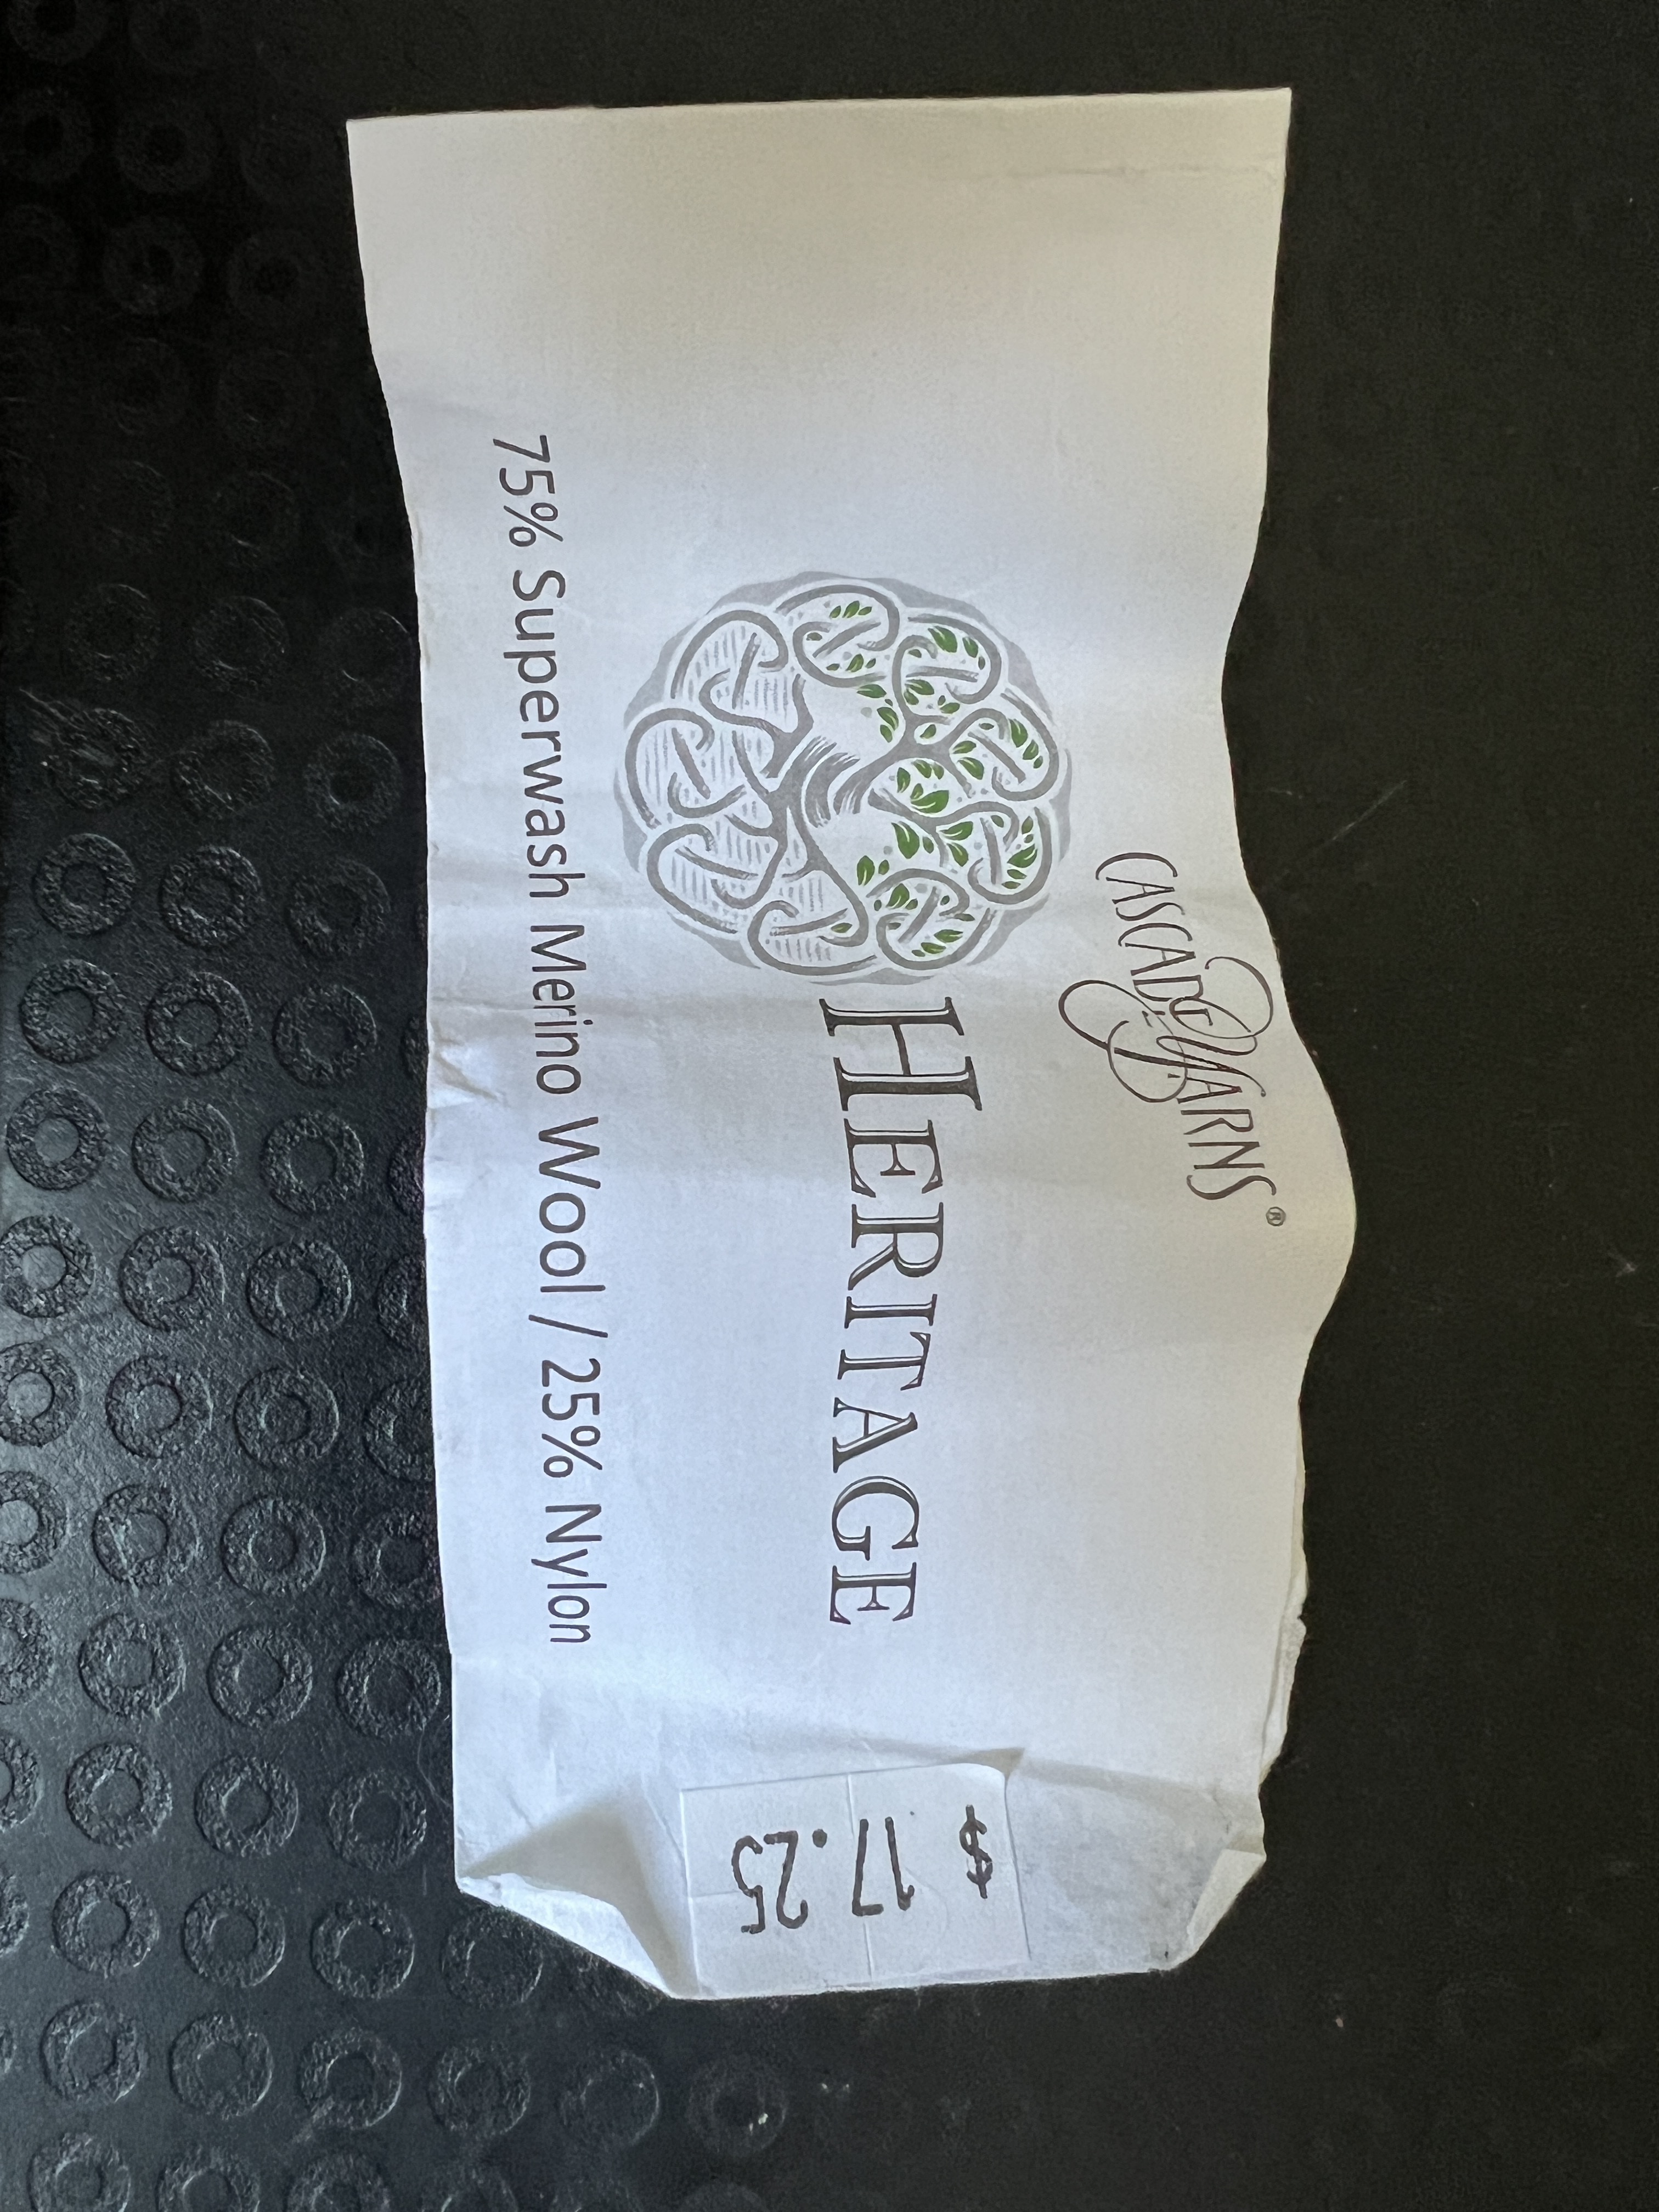 CASCADE YARNS®
HERITAGE
75% Superwash Merino Wool / 25% Nylon
$
17.25